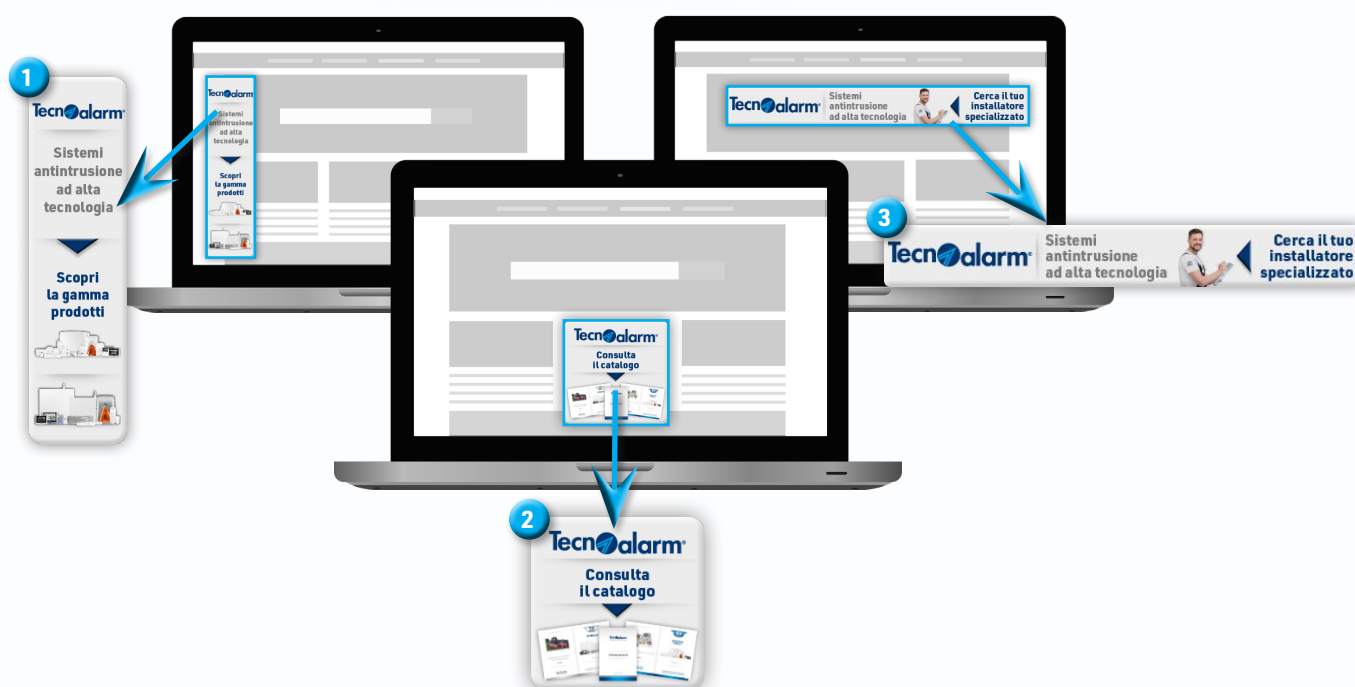 1
Tecnoalarm
Sistemi
antintrusione
ad alta
tecnologia
Scopri
la gamma
prodotti
Tecnoalarm
Sistemi
antintrusione
ad alta
tecnologia
Scopri
la gamma
prodotti
Tecnoalarm
Sistemi
antintrusione
ad alta tecnologia
Cerca il tuo
installatore
specializzato
3
Tecnoalarm
Sistemi
antintrusione
ad alta tecnologia
Cerca il tuo
installatore
specializzato
Tecnoalarm
Consulta
il catalogo
2
Tecnoalarm
Consulta
il catalogo